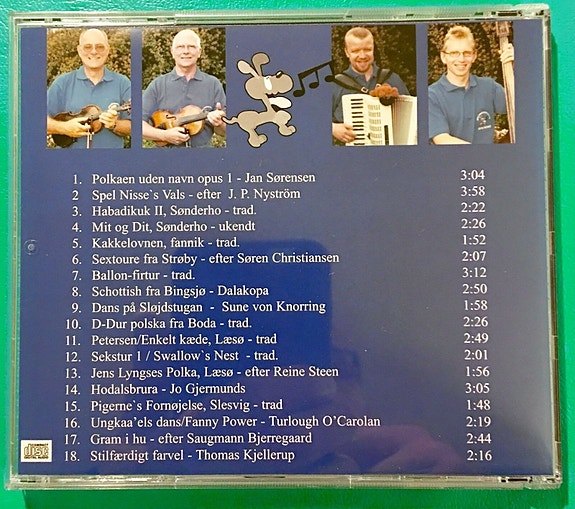 1. Polkaen uden navn opus 1 - Jan Sørensen 3:04
2 Spel Nisse`s Vals - efter J. P. Nyström 3:58
3. Habadikuk II, Sønderho - trad. 2:22
4. Mit og Dit, Sønderho - ukendt 2:26
5. Kakkelovnen, fannik - trad. 1:52
6. Sextoure fra Strøby - efter Søren Christiansen 2:07
7. Ballon-firtur - trad. 3:12
8. Schottish fra Bingsjø - Dalakopa 2:50
9. Dans på Sløjdstugan - Sune von Knorring 1:58
10. D-Dur polska fra Boda - trad. 2:26
11. Petersen/Enkelt kæde, Læsø - trad 2:49
12. Sekstur 1 / Swallow`s Nest - trad. 2:01
13. Jens Lyngses Polka, Læsø - efter Reine Steen 1:56
14. Hodalsbrura - Jo Gjermunds 3:05
15. Pigerne`s Fornøjelse, Slesvig - trad 1:48
16. Ungkaa'els dans/Fanny Power - Turlough O’Carolan 2:19
17. Gram i hu - efter Saugmann Bjerregaard 2:44
18. Stilfærdigt farvel - Thomas Kjellerup 2:16
COMPACT
disc
DIGITAL AUDIO